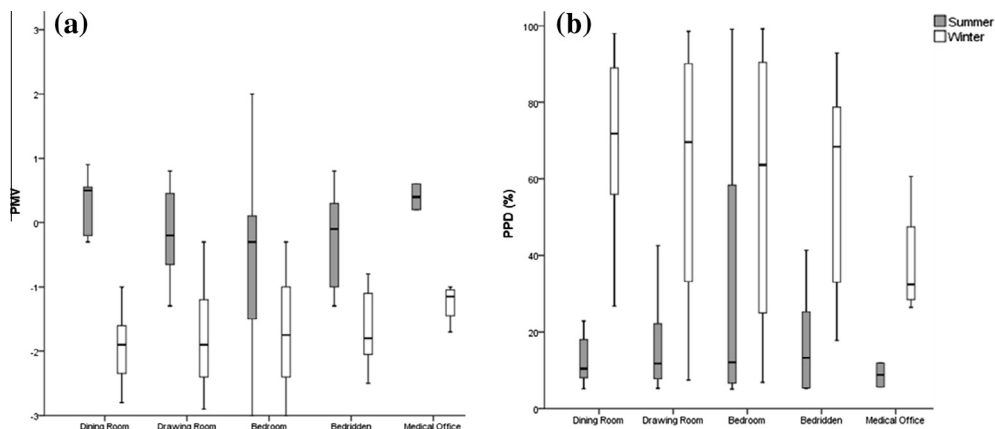 (a)
3
2
1
0
-1
-2
-3
PMV
Dining Room Drawing Room Bedroom Bedridden Medical Office
(b)
100
80
60
40
20
0
PPD (%)
Dining Room Drawing Room Bedroom Bedridden Medical Office
Summer
Winter